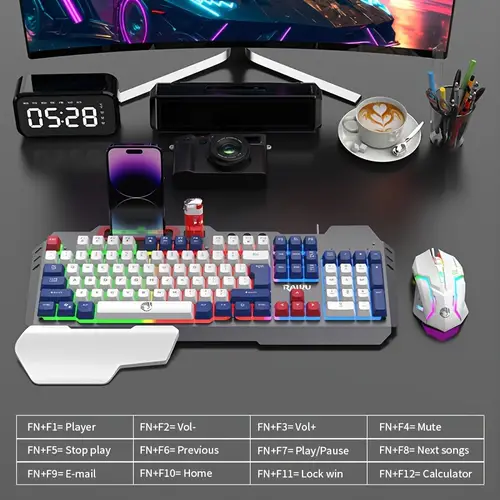 05:28
FN+F1= Player
FN+F2= Vol-
FN+F3= Vol+
FN+F4= Mute
FN+F5= Stop play
FN+F6= Previous
FN+F7= Play/Pause
FN+F8= Next songs
FN+F9= E-mail
FN+F10= Home
FN+F11= Lock win
FN+F12= Calculator